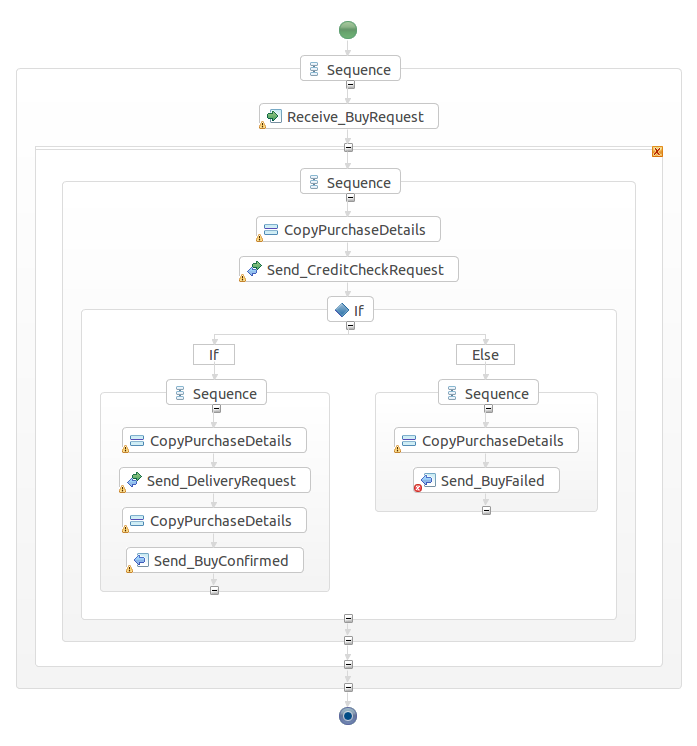 Sequence
Receive_BuyRequest
X
Sequence
CopyPurchaseDetails
Send_CreditCheckRequest
If
If
Else
Sequence
Sequence
CopyPurchaseDetails
CopyPurchaseDetails
Send_DeliveryRequest
Send_BuyFailed
CopyPurchaseDetails
Send_BuyConfirmed